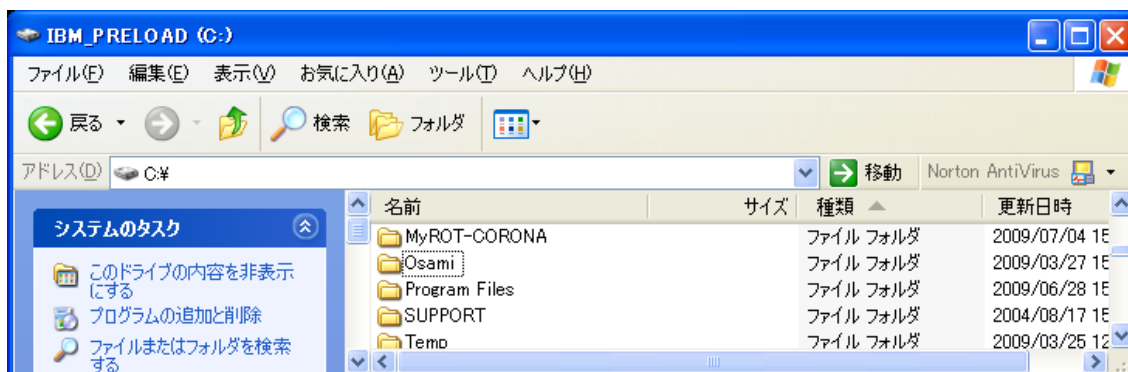 IBM_PRELOAD (C:)
ファイル(F) 編集(E) 表示(V) お気に入り(A) ツール(T) ヘルプ(H)
戻る 検索 フォルダ
アドレス(D) C:¥ 移動 Norton AntiVirus
システムのタスク
このドライブの内容を非表示
にする
プログラムの追加と削除
ファイルまたはフォルダを検索
する
名前 サイズ 種類 更新日時
MyROT-CORONA ファイル フォルダ 2009/07/04 15
Osami ファイル フォルダ 2009/03/27 15
Program Files ファイル フォルダ 2009/06/28 15
SUPPORT ファイル フォルダ 2004/08/17 15
Temp ファイル フォルダ 2009/03/25 12